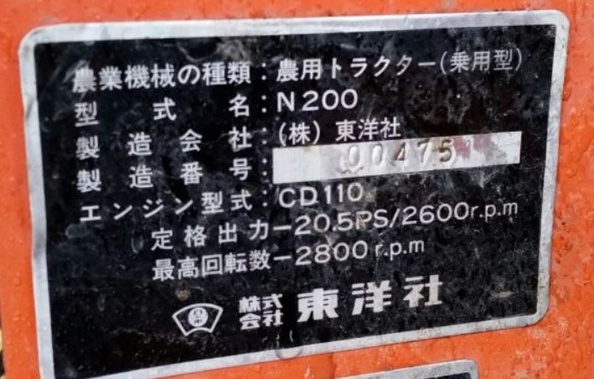 農業機械の種類：農用トラクター(乗用型)
型式名：N200
製造会社：(株) 東洋社
製造番号：00475
エンジン型式：CD110
定格出力－20.5PS/2600r.p.m
最高回転数－2800r.p.m
株式会社 東洋社